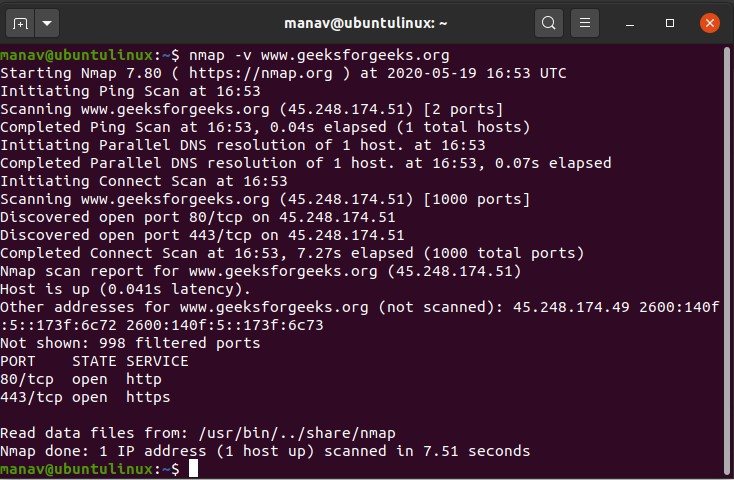 manav@ubuntulinux: ~
manav@ubuntulinux:~$ nmap -v www.geeksforgeeks.org
Starting Nmap 7.80 ( https://nmap.org ) at 2020-05-19 16:53 UTC
Initiating Ping Scan at 16:53
Scanning www.geeksforgeeks.org (45.248.174.51) [2 ports]
Completed Ping Scan at 16:53, 0.04s elapsed (1 total hosts)
Initiating Parallel DNS resolution of 1 host. at 16:53
Completed Parallel DNS resolution of 1 host. at 16:53, 0.07s elapsed
Initiating Connect Scan at 16:53
Scanning www.geeksforgeeks.org (45.248.174.51) [1000 ports]
Discovered open port 80/tcp on 45.248.174.51
Discovered open port 443/tcp on 45.248.174.51
Completed Connect Scan at 16:53, 7.27s elapsed (1000 total ports)
Nmap scan report for www.geeksforgeeks.org (45.248.174.51)
Host is up (0.041s latency).
Other addresses for www.geeksforgeeks.org (not scanned): 45.248.174.49 2600:140f
:5::173f:6c72 2600:140f:5::173f:6c73
Not shown: 998 filtered ports
PORT    STATE SERVICE
80/tcp  open  http
443/tcp open  https

Read data files from: /usr/bin/../share/nmap
Nmap done: 1 IP address (1 host up) scanned in 7.51 seconds
manav@ubuntulinux:~$